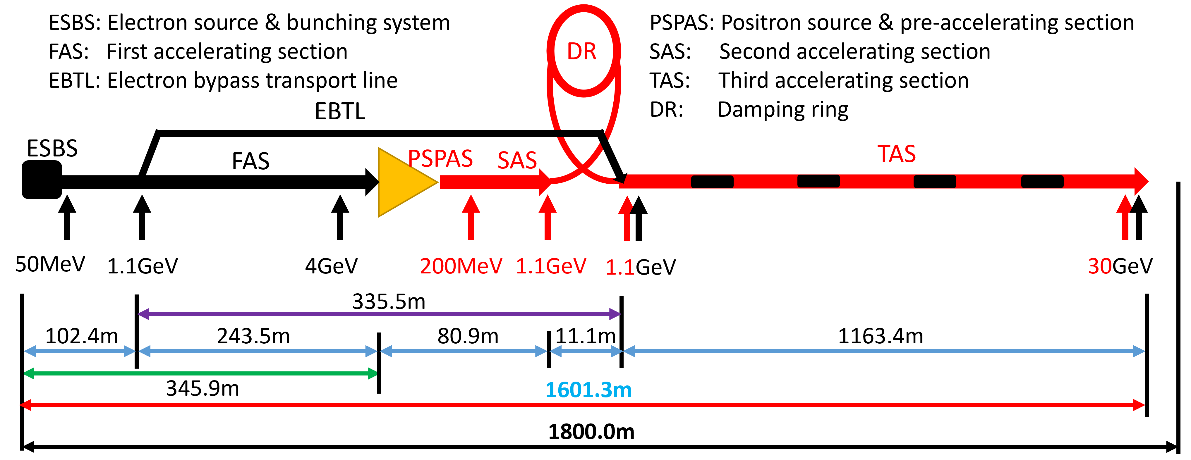 ESBS: Electron source & bunching system
FAS: First accelerating section
EBTL: Electron bypass transport line
PSPAS: Positron source & pre-accelerating section
SAS: Second accelerating section
TAS: Third accelerating section
DR: Damping ring
DR
EBTL
ESBS
FAS
PSPAS
SAS
TAS
50MeV
1.1GeV
4GeV
200MeV
1.1GeV
1.1GeV
30GeV
335.5m
102.4m
243.5m
80.9m
11.1m
1163.4m
345.9m
1601.3m
1800.0m